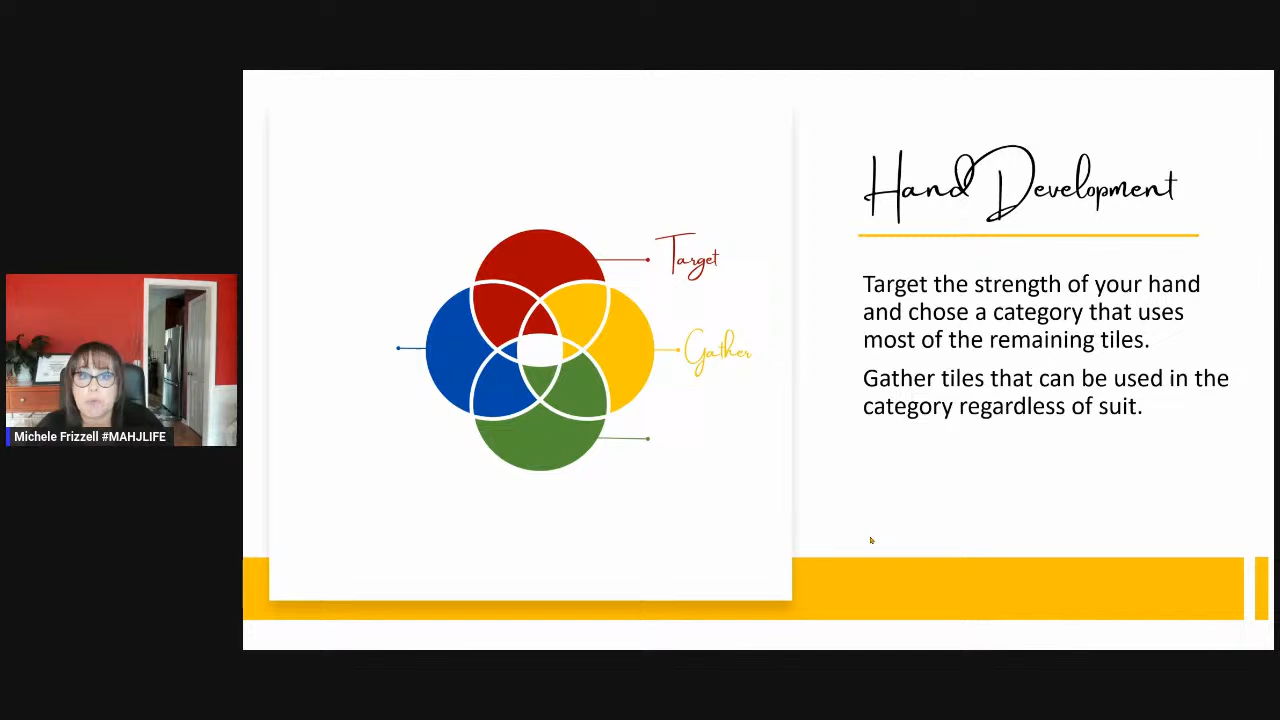 Hand Development
Target
Target the strength of your hand
and chose a category that uses
most of the remaining tiles.
Gather
Gather tiles that can be used in the
category regardless of suit.
Michele Frizzell #MAHJLIFE